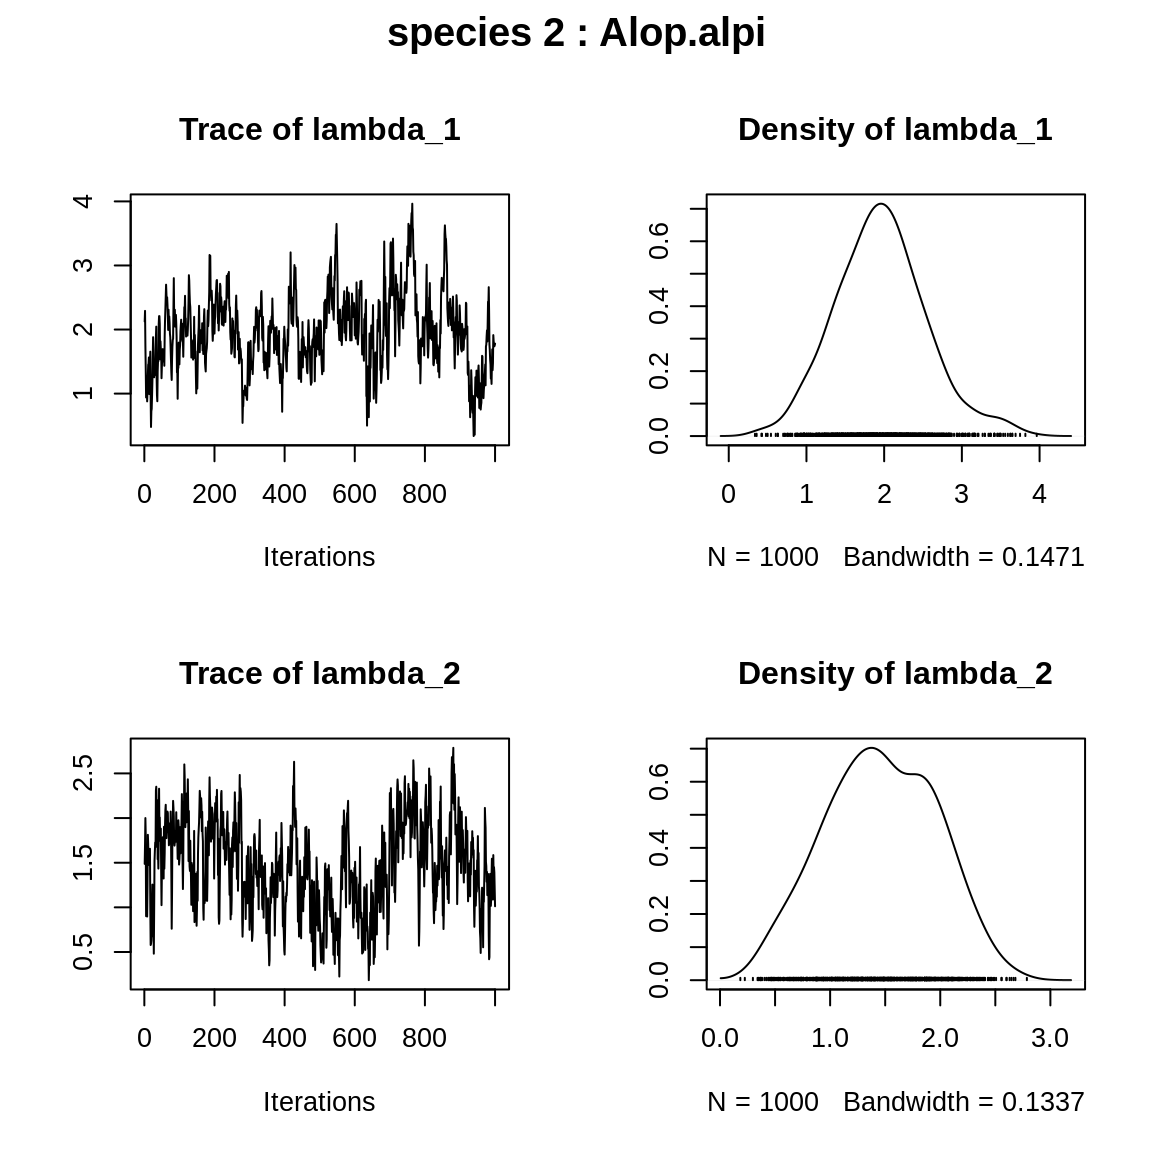 species 2 : Alop.alpi
Trace of lambda_1
4
3
2
1
0 200 400 600 800
Iterations
Density of lambda_1
0.6
0.4
0.2
0.0
0 1 2 3 4
N = 1000 Bandwidth = 0.1471
Trace of lambda_2
2.5
1.5
0.5
0 200 400 600 800
Iterations
Density of lambda_2
0.6
0.4
0.2
0.0
0.0 1.0 2.0 3.0
N = 1000 Bandwidth = 0.1337